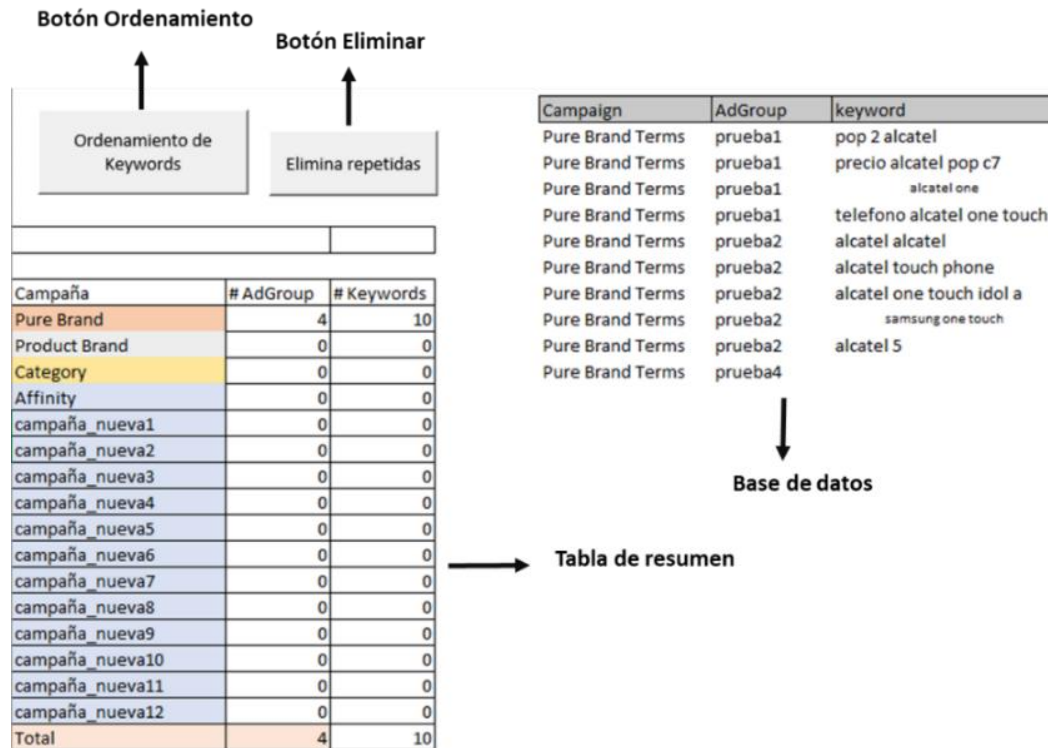 Botón Ordenamiento
Botón Eliminar
Ordenamiento de
Keywords
Elimina repetidas
Campaña # AdGroup # Keywords
Pure Brand 4 10
Product Brand 0 0
Category 0 0
Affinity 0 0
campaña_nueva1 0 0
campaña_nueva2 0 0
campaña_nueva3 0 0
campaña_nueva4 0 0
campaña_nueva5 0 0
campaña_nueva6 0 0
campaña_nueva7 0 0
campaña_nueva8 0 0
campaña_nueva9 0 0
campaña_nueva10 0 0
campaña_nueva11 0 0
campaña_nueva12 0 0
Total 4 10
Campaign AdGroup keyword
Pure Brand Terms prueba1 pop 2 alcatel
Pure Brand Terms prueba1 precio alcatel pop c7
Pure Brand Terms prueba1 alcatel one
Pure Brand Terms prueba1 telefono alcatel one touch
Pure Brand Terms prueba2 alcatel alcatel
Pure Brand Terms prueba2 alcatel touch phone
Pure Brand Terms prueba2 alcatel one touch idol a
Pure Brand Terms prueba2 samsung one touch
Pure Brand Terms prueba2 alcatel 5
Pure Brand Terms prueba4
Base de datos
Tabla de resumen